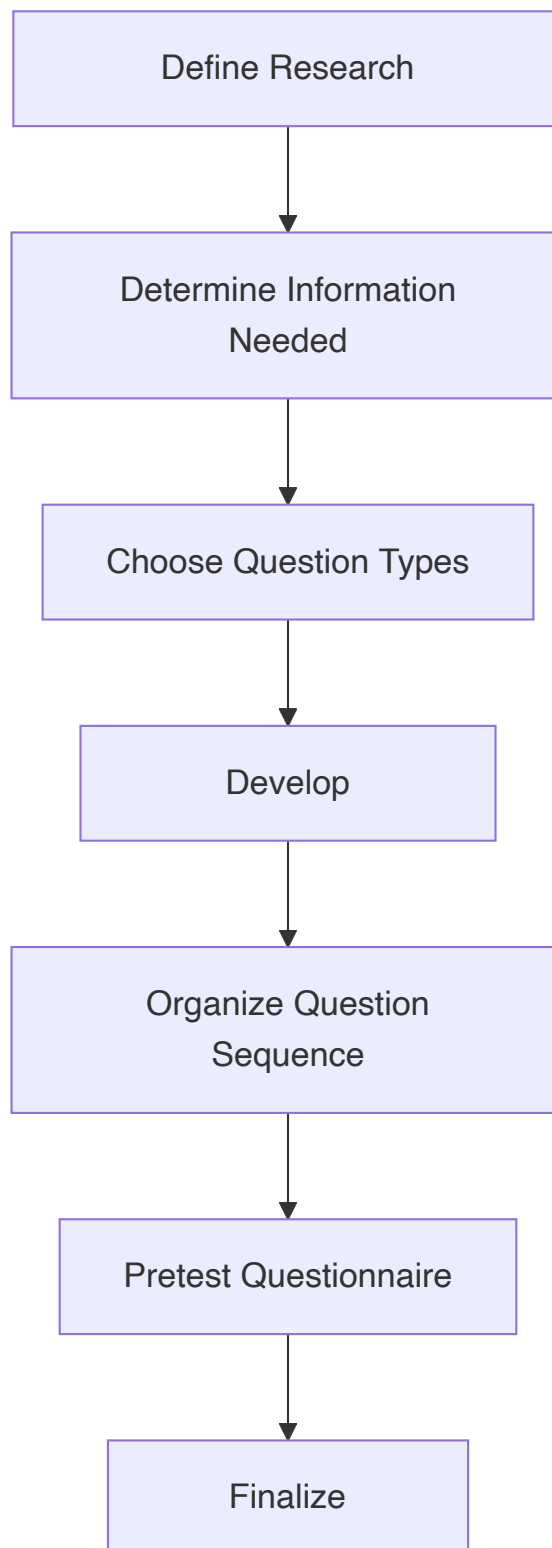 Define Research
Determine Information
Needed
Choose Question Types
Develop
Organize Question
Sequence
Pretest Questionnaire
Finalize